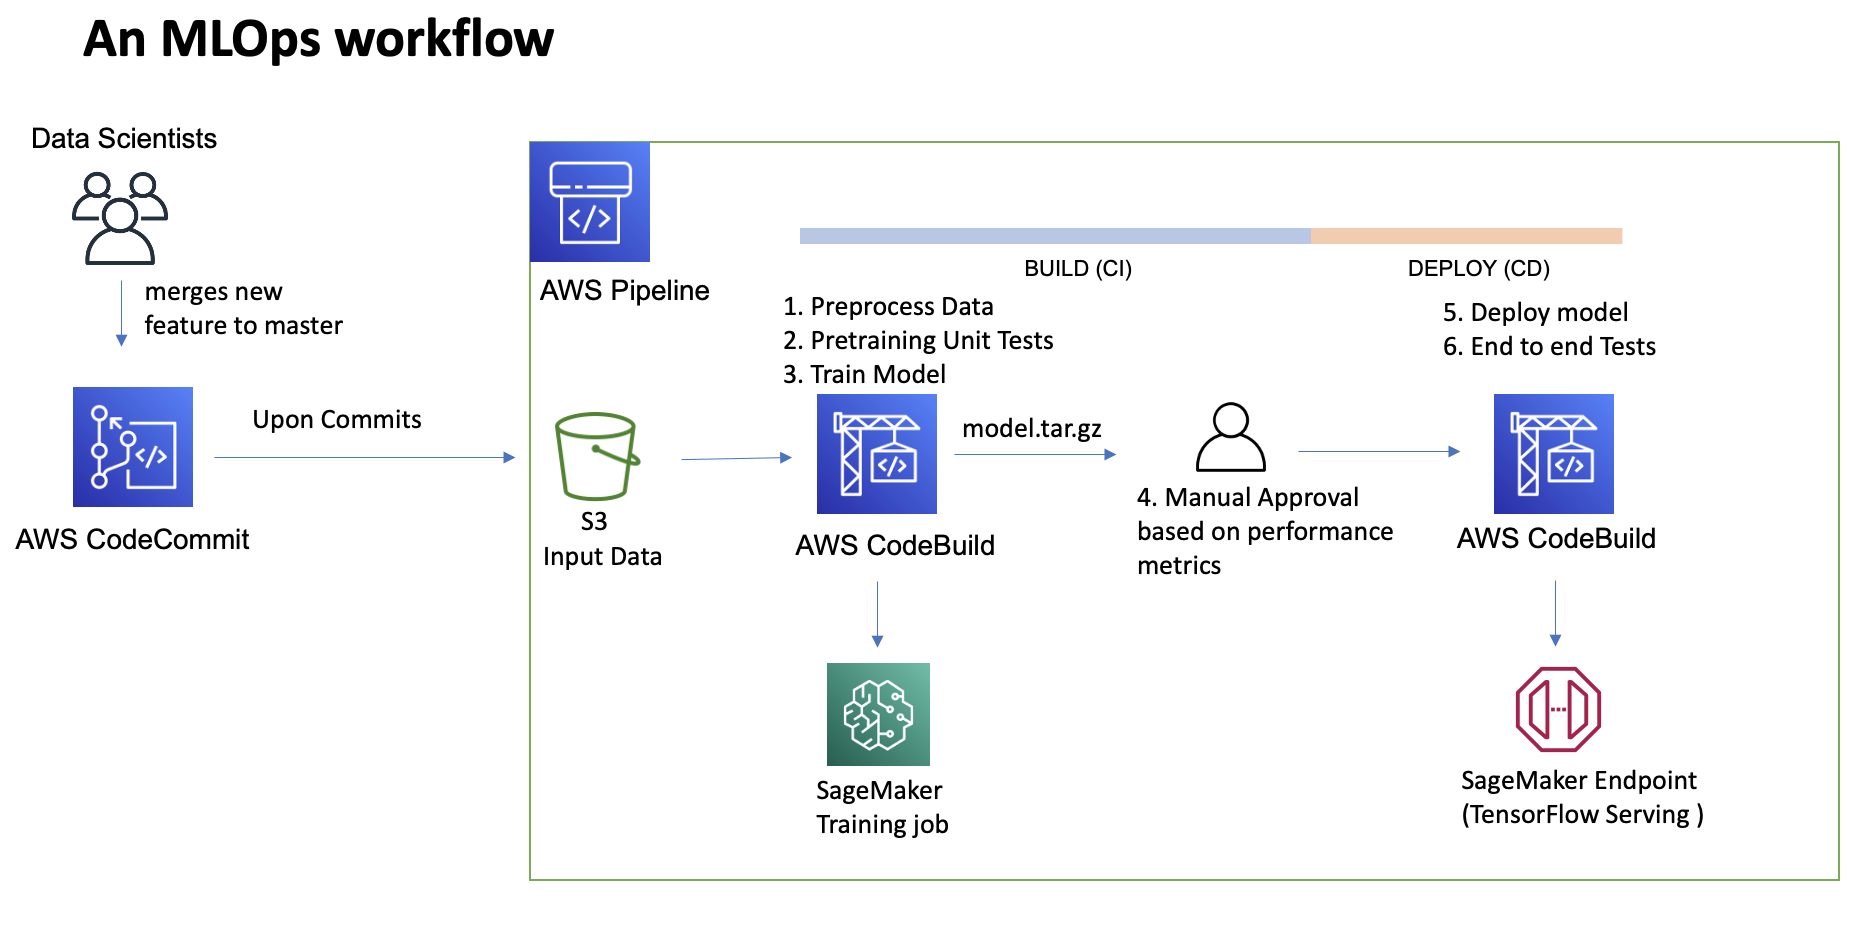 An MLOps workflow
Data Scientists
merges new
feature to master
AWS CodeCommit
Upon Commits
AWS Pipeline
BUILD (CI)
DEPLOY (CD)
1. Preprocess Data
2. Pretraining Unit Tests
3. Train Model
5. Deploy model
6. End to end Tests
S3
Input Data
AWS CodeBuild
model.tar.gz
4. Manual Approval
based on performance
metrics
AWS CodeBuild
SageMaker
Training job
SageMaker Endpoint
(TensorFlow Serving )